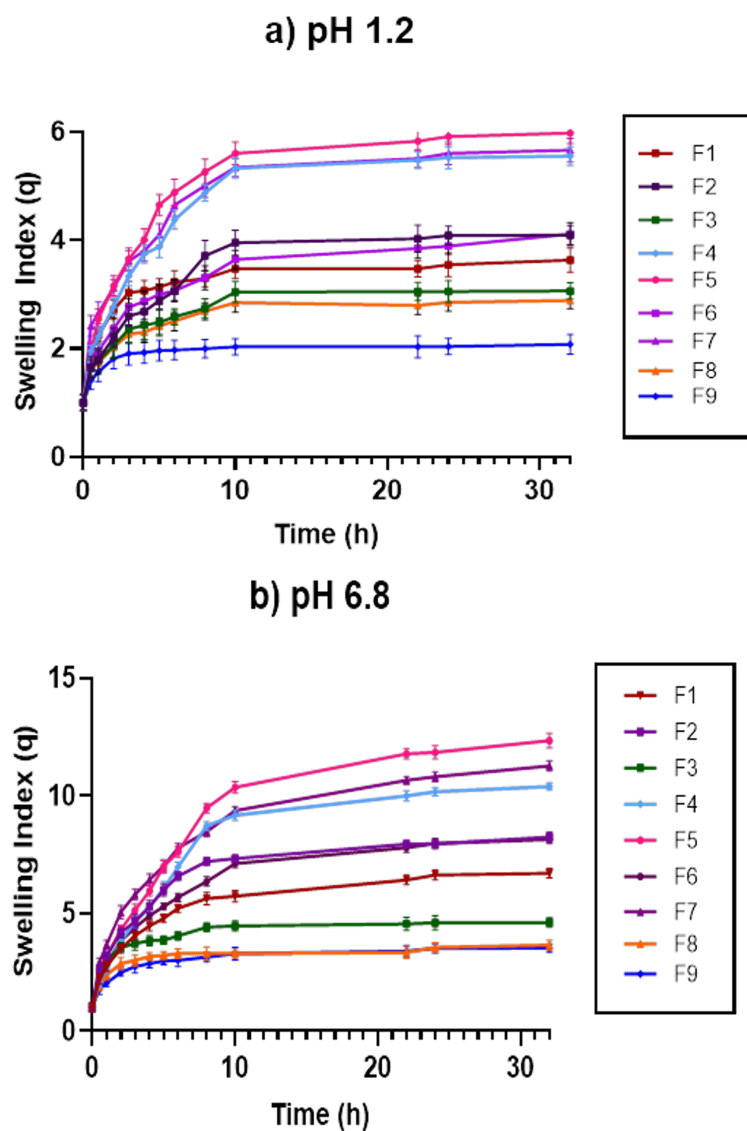 a) pH 1.2
Swelling Index (q)
6
4
2
0
0
10
20
30
Time (h)
F1
F2
F3
F4
F5
F6
F7
F8
F9
b) pH 6.8
Swelling Index (q)
15
10
5
0
0
10
20
30
Time (h)
F1
F2
F3
F4
F5
F6
F7
F8
F9